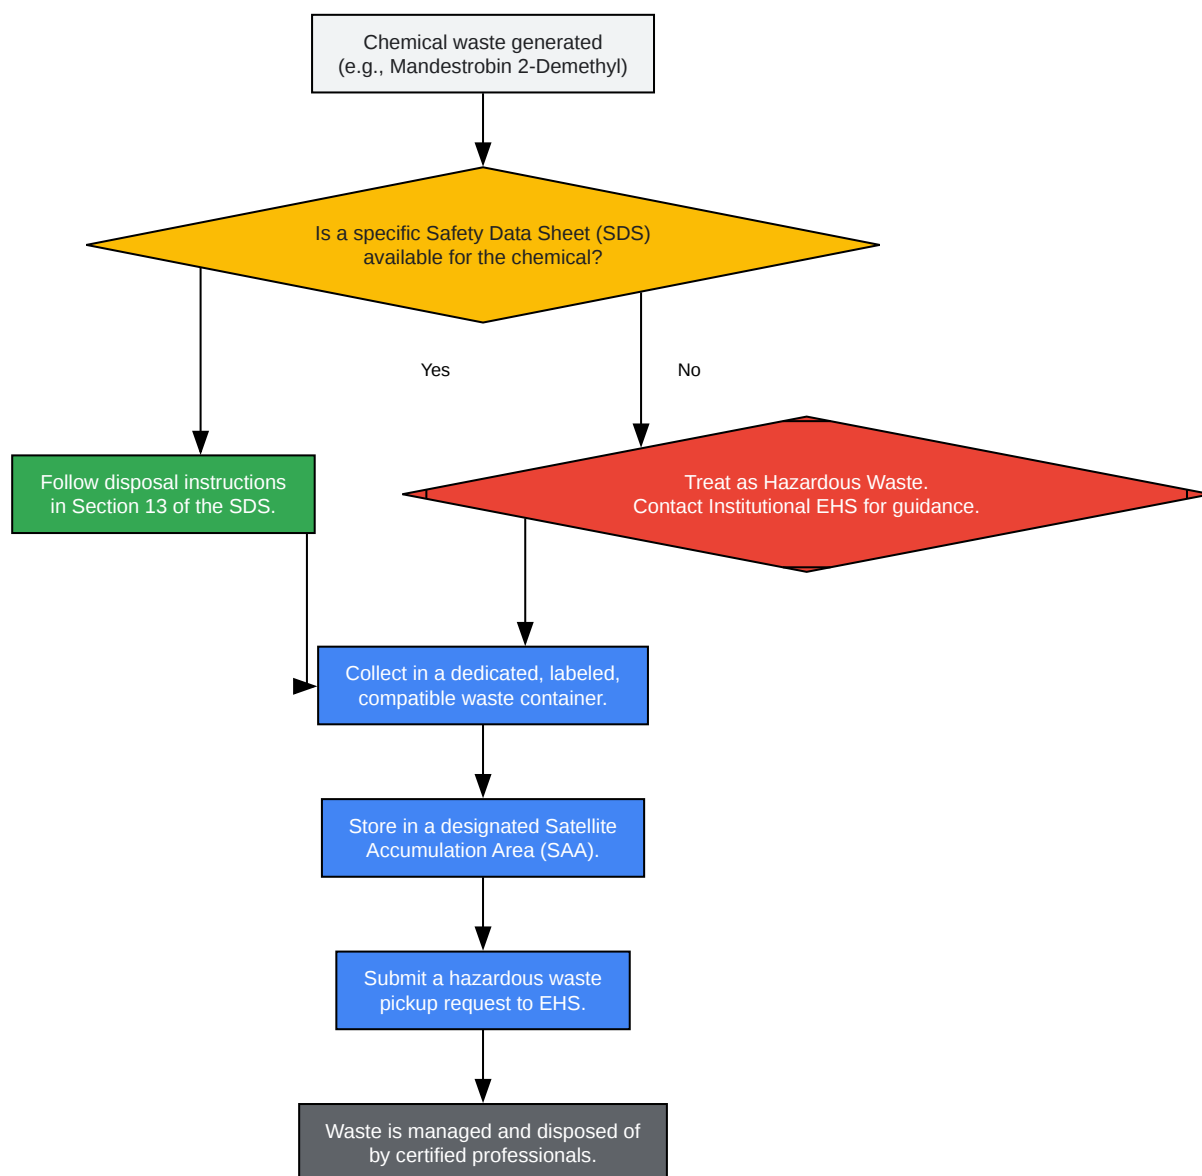 Chemical waste generated
(e.g., Mandestrobin 2-Demethyl)
Is a specific Safety Data Sheet (SDS)
available for the chemical?
Yes
No
Follow disposal instructions
in Section 13 of the SDS.
Treat as Hazardous Waste.
Contact Institutional EHS for guidance.
Collect in a dedicated, labeled,
compatible waste container.
Store in a designated Satellite
Accumulation Area (SAA).
Submit a hazardous waste
pickup request to EHS.
Waste is managed and disposed of
by certified professionals.